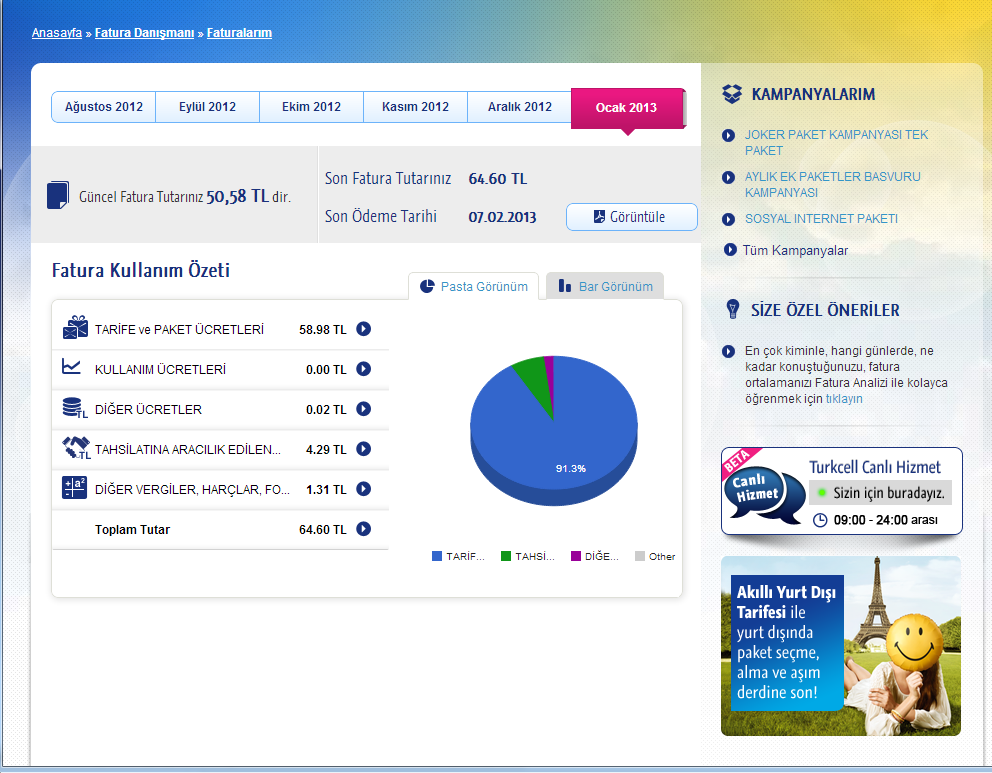 Anasayfa » Fatura Danışmanı » Faturalarım
Ağustos 2012
Eylül 2012
Ekim 2012
Kasım 2012
Aralık 2012
Ocak 2013
Güncel Fatura Tutarınız 50,58 TL dir.
Son Fatura Tutarınız 64.60 TL
Son Ödeme Tarihi 07.02.2013
Görüntüle
Fatura Kullanım Özeti
Pasta Görünüm
Bar Görünüm
TARİFE ve PAKET ÜCRETLERİ 58.98 TL
KULLANIM ÜCRETLERİ 0.00 TL
TL DİĞER ÜCRETLER 0.02 TL
TL TAHSİLATINA ARACILIK EDİLEN... 4.29 TL
+ a² DİĞER VERGİLER, HARÇLAR, FO... 1.31 TL
Toplam Tutar 64.60 TL
91.3%
TARİF...
TAHSİ...
DİĞE...
Other
KAMPANYALARIM
JOKER PAKET KAMPANYASI TEK
PAKET
AYLIK EK PAKETLER BASVURU
KAMPANYASI
SOSYAL INTERNET PAKETI
Tüm Kampanyalar
SİZE ÖZEL ÖNERİLER
En çok kiminle, hangi günlerde, ne
kadar konuştuğunuzu, fatura
ortalamanızı Fatura Analizi ile kolayca
öğrenmek için tıklayın
BETA
Canlı
Hizmet
Turkcell Canlı Hizmet
Sizin için buradayız.
09:00 - 24:00 arası
Akıllı Yurt Dışı
Tarifesi ile
yurt dışında
paket seçme,
alma ve aşım
derdine son!